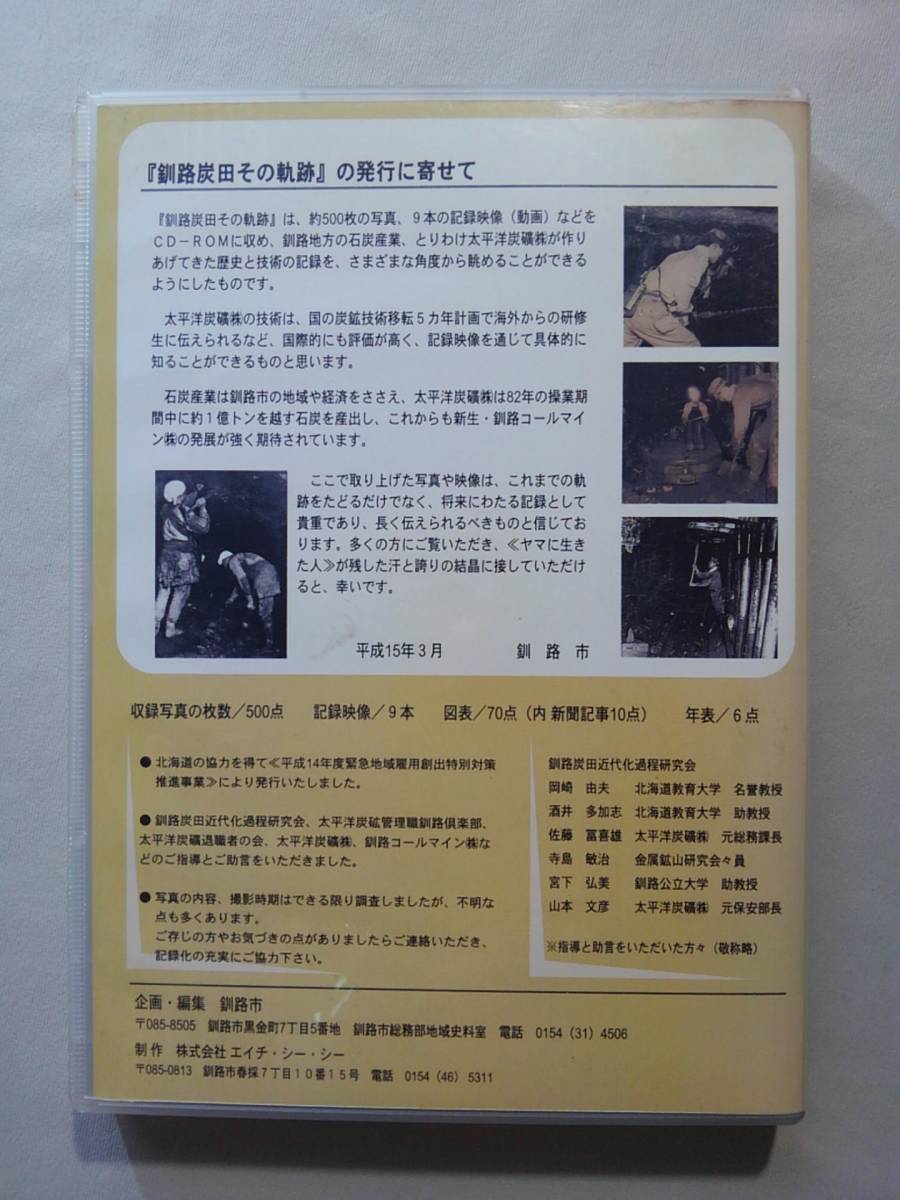 『釧路炭田その軌跡』の発行に寄せて
『釧路炭田その軌跡』は、約500枚の写真、９本の記録映像（動画）などを
ＣＤ－ＲＯＭに収め、釧路地方の石炭産業、とりわけ太平洋炭礦㈱が作り
あげてきた歴史と技術の記録を、さまざまな角度から眺めることができる
ようにしたものです。
太平洋炭礦㈱の技術は、国の炭鉱技術移転５カ年計画で海外からの研修
生に伝えられるなど、国際的にも評価が高く、記録映像を通じて具体的に
知ることができるものと思います。
石炭産業は釧路市の地域や経済をささえ、太平洋炭礦㈱は82年の操業期
間中に約１億トンを越す石炭を産出し、これからも新生・釧路コールマイ
ン㈱の発展が強く期待されています。
ここで取り上げた写真や映像は、これまでの軌
跡をたどるだけでなく、将来にわたる記録として
貴重であり、長く伝えられるべきものと信じてお
ります。多くの方にご覧いただき、≪ヤマに生き
た人≫が残した汗と誇りの結晶に接していただけ
ると、幸いです。
平成15年３月　釧 路 市
収録写真の枚数／500点　記録映像／９本　図表／70点（内 新聞記事10点）　年表／６点
● 北海道の協力を得て≪平成14年度緊急地域雇用創出特別対策
推進事業≫により発行いたしました。
● 釧路炭田近代化過程研究会、太平洋炭砿管理職釧路倶楽部、
太平洋炭礦退職者の会、太平洋炭礦㈱、釧路コールマイン㈱な
どのご指導とご助言をいただきました。
● 写真の内容、撮影時期はできる限り調査しましたが、不明な
点も多くあります。
ご存じの方やお気づきの点がありましたらご連絡いただき、
記録化の充実にご協力下さい。
釧路炭田近代化過程研究会
岡崎　由夫　北海道教育大学　名誉教授
酒井　多加志　北海道教育大学　助教授
佐藤　冨喜雄　太平洋炭礦㈱　元総務課長
寺島　敏治　金属鉱山研究会々員
宮下　弘美　釧路公立大学　助教授
山本　文彦　太平洋炭礦㈱　元保安部長
※指導と助言をいただいた方々（敬称略）
企画・編集　釧路市
〒085-8505　釧路市黒金町７丁目５番地　釧路市総務部地域史料室　電話　0154（31）4506
制作　株式会社 エイチ・シー・シー
〒085-0813　釧路市春採７丁目１０番１５号　電話　0154（46）5311